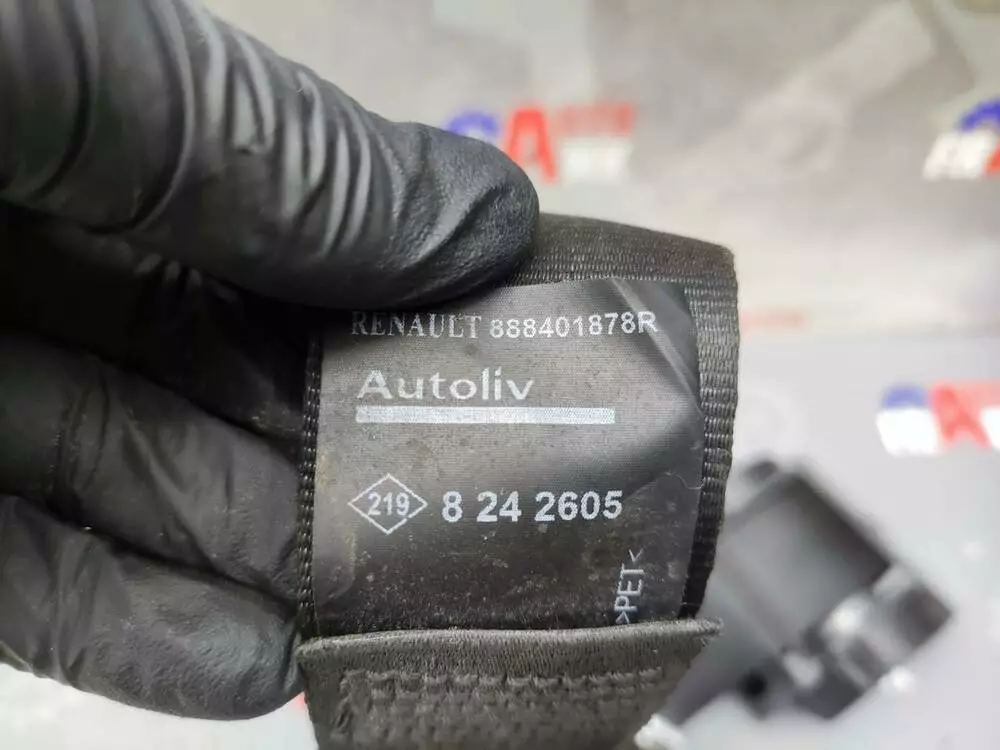 RENAULT 888401878R
Autoliv
219 8 24 2605
>PET<